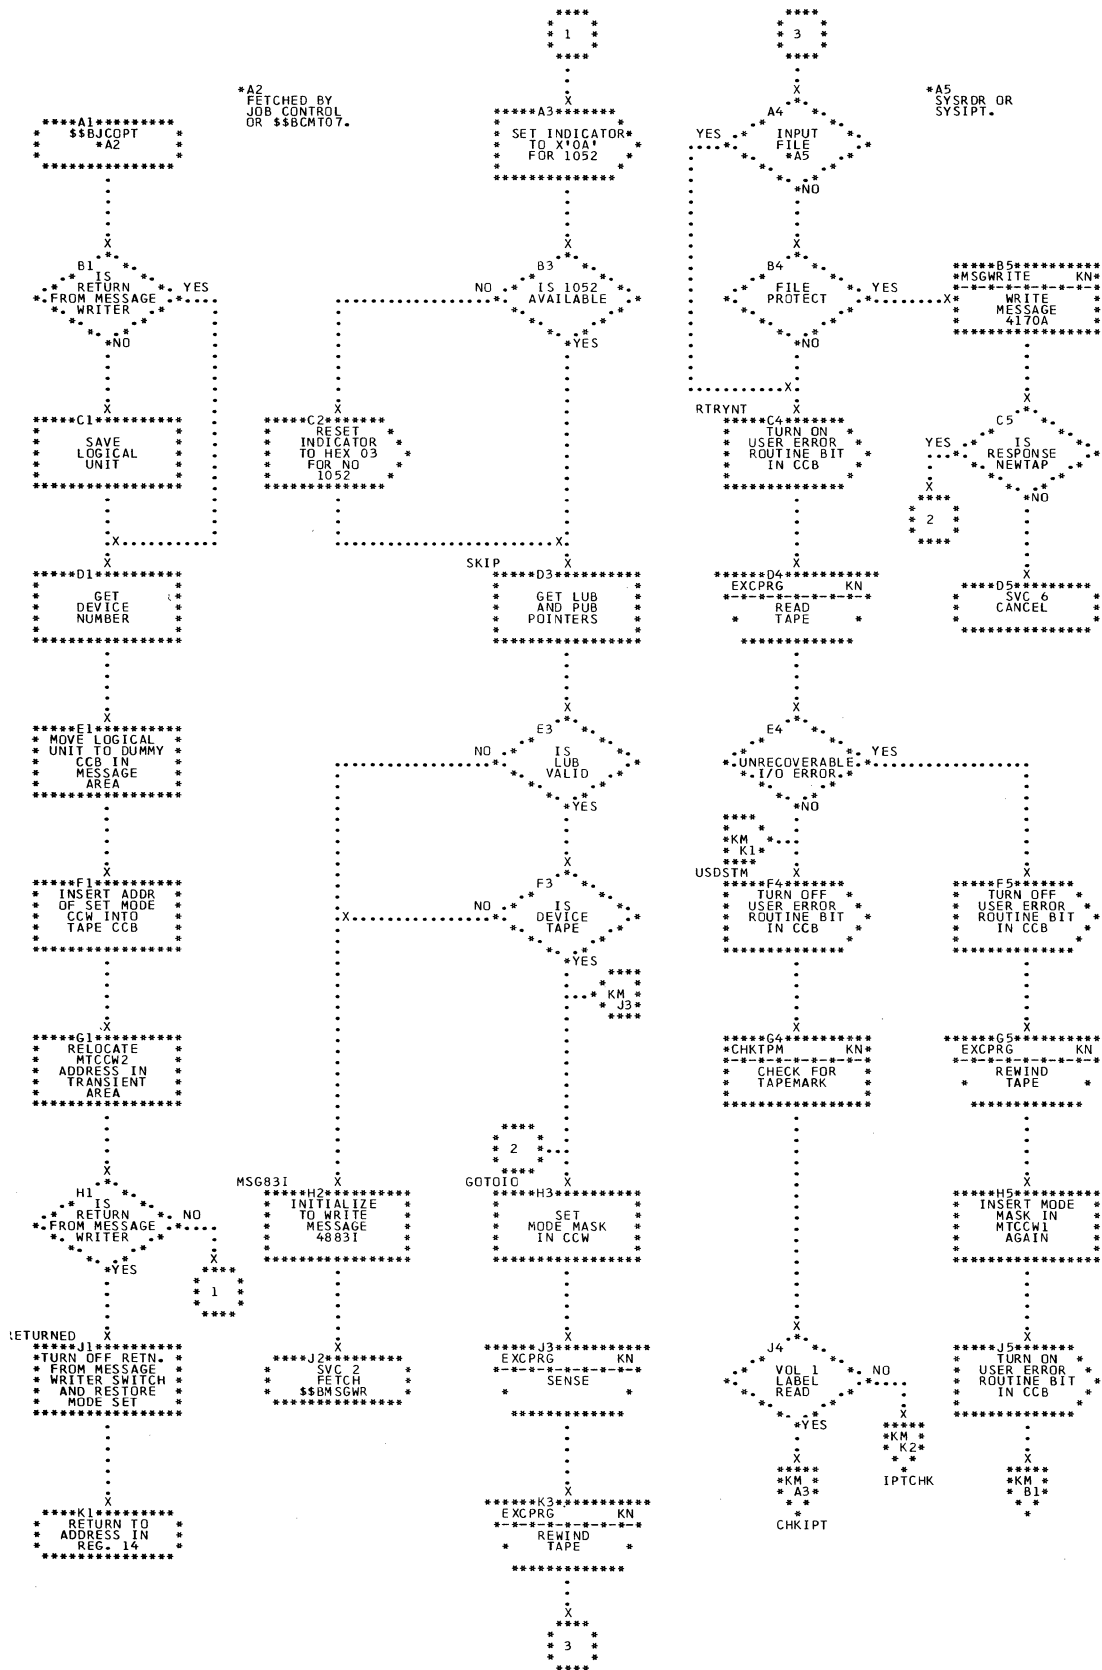 1
3
*A2
FETCHED BY
JOB CONTROL
OR $$BCMT07.
*A5
SYSRDR OR
SYSIPT.
A1
$$BJCOPT
*A2
A3
SET INDICATOR
TO X'0A'
FOR 1052
A4
YES
INPUT
FILE
*A5
NO
B1
IS
RETURN
FROM MESSAGE
WRITER
YES
NO
B3
NO
IS 1052
AVAILABLE
YES
B4
FILE
PROTECT
YES
NO
B5
MSGWRITE KN
WRITE
MESSAGE
4170A
C1
SAVE
LOGICAL
UNIT
C2
RESET
INDICATOR
TO HEX 03
FOR NO
1052
RTRYNT
C4
TURN ON
USER ERROR
ROUTINE BIT
IN CCB
C5
YES
IS
RESPONSE
NEWTAP
NO
2
D1
GET
DEVICE
NUMBER
SKIP
D3
GET LUB
AND PUB
POINTERS
D4
EXCPRG KN
READ
TAPE
D5
SVC 6
CANCEL
E1
MOVE LOGICAL
UNIT TO DUMMY
CCB IN
MESSAGE
AREA
E3
NO
IS
LUB
VALID
YES
E4
UNRECOVERABLE
I/O ERROR
YES
NO
KM
K1
USDSTM
F1
INSERT ADDR
OF SET MODE
CCW INTO
TAPE CCB
F3
NO
IS
DEVICE
TAPE
YES
KM
J3
F4
TURN OFF
USER ERROR
ROUTINE BIT
IN CCB
F5
TURN OFF
USER ERROR
ROUTINE BIT
IN CCB
G1
RELOCATE
MTCCW2
ADDRESS IN
TRANSIENT
AREA
G4
CHKTPM KN
CHECK FOR
TAPEMARK
G5
EXCPRG KN
REWIND
TAPE
2
H1
IS
RETURN
FROM MESSAGE
WRITER
NO
YES
1
MSG83I
H2
INITIALIZE
TO WRITE
MESSAGE
4883I
GOTOIO
H3
SET
MODE MASK
IN CCW
H5
INSERT MODE
MASK IN
MTCCW1
AGAIN
RETURNED
J1
TURN OFF RETN.
FROM MESSAGE
WRITER SWITCH
AND RESTORE
MODE SET
J2
SVC 2
FETCH
$$BMSGWR
J3
EXCPRG KN
SENSE
J4
VOL 1
LABEL
READ
NO
YES
J5
TURN ON
USER ERROR
ROUTINE BIT
IN CCB
KM
K2
IPTCHK
KM
A3
CHKIPT
KM
B1
K1
RETURN TO
ADDRESS IN
REG. 14
K3
EXCPRG KN
REWIND
TAPE
3